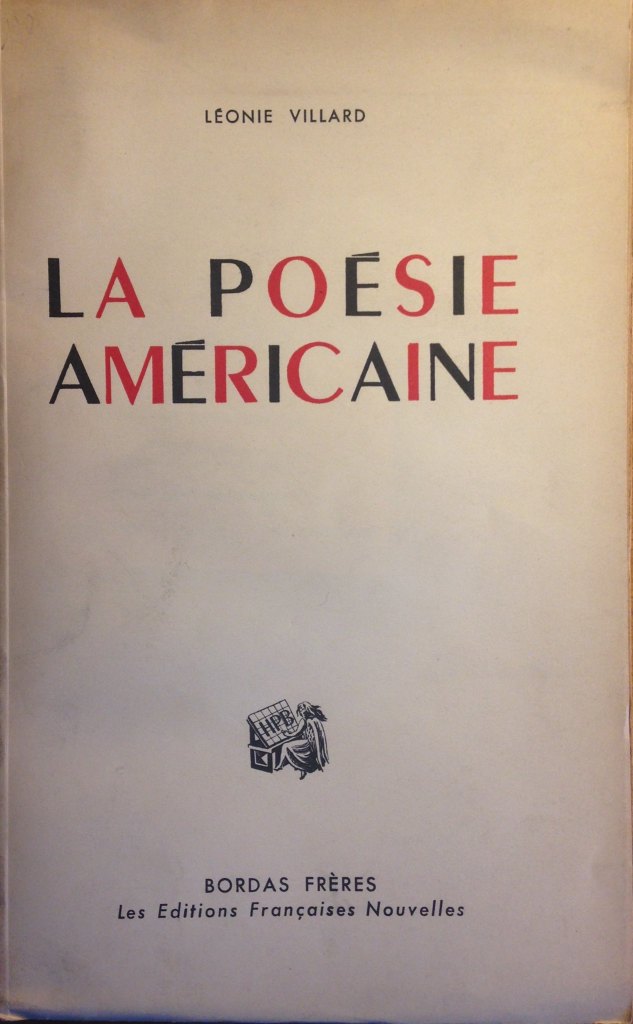 LÉONIE VILLARD
LA POÉSIE
AMÉRICAINE
HPB
BORDAS FRÈRES
Les Editions Françaises Nouvelles